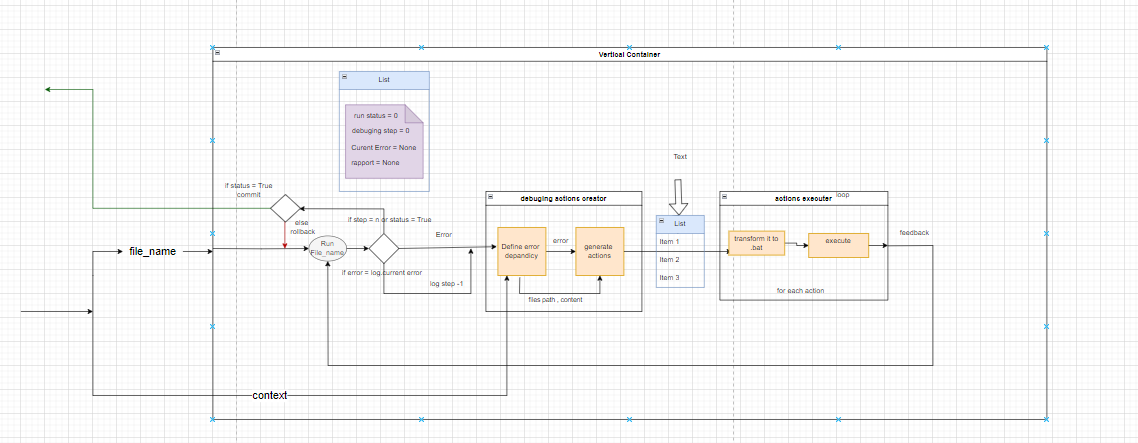 Vertical Container
List
run status = 0
debuging step = 0
Curent Error = None
rapport = None
Text
if status = True
commit
else
rollback
if step = n or status = True
file_name
Run
File_name
Error
if error = log.current error
log step -1
debugging actions creator
Define error
depandicy
error
generate
actions
files path , content
List
Item 1
Item 2
Item 3
actions executer
loop
transform it to
.bat
execute
for each action
feedback
context